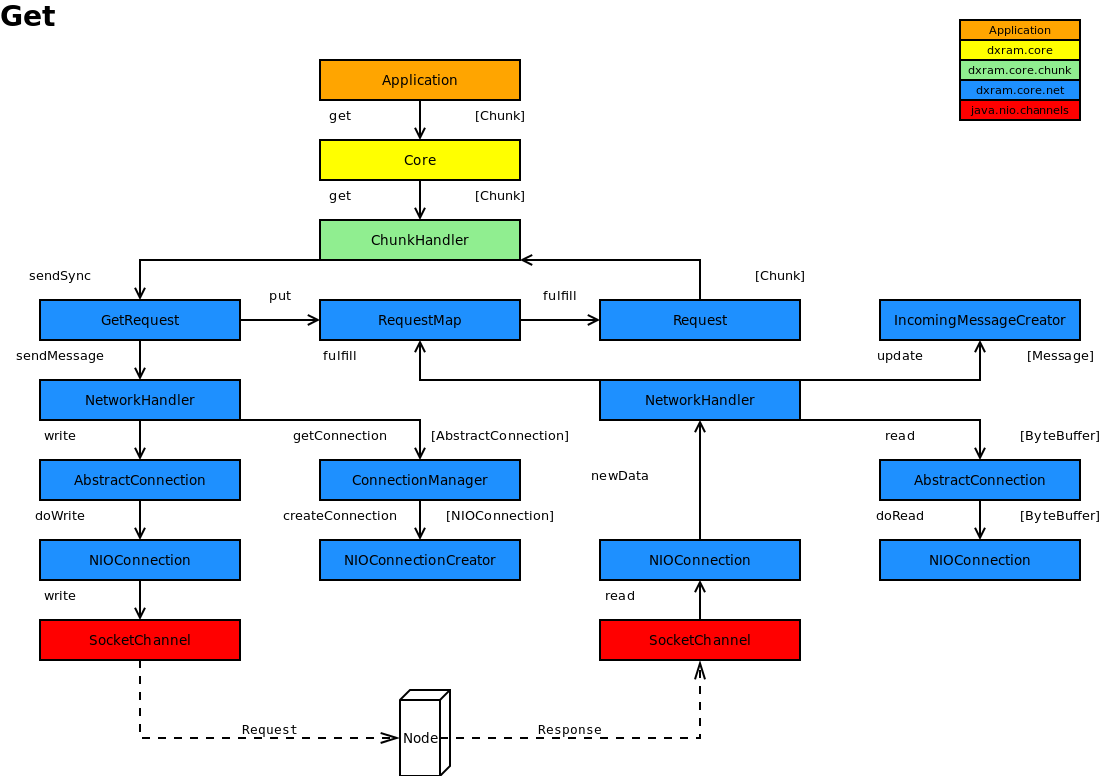 Get
Application
dxram.core
dxram.core.chunk
dxram.core.net
java.nio.channels
Application
get [Chunk]
Core
get [Chunk]
ChunkHandler
sendSync [Chunk]
put fulfill
GetRequest RequestMap Request IncomingMessageCreator
sendMessage fulfill update [Message]
NetworkHandler NetworkHandler
write getConnection [AbstractConnection] read [ByteBuffer]
AbstractConnection ConnectionManager newData AbstractConnection
doWrite createConnection [NIOConnection] doRead [ByteBuffer]
NIOConnection NIOConnectionCreator NIOConnection NIOConnection
write read
SocketChannel SocketChannel
Request Response
Node